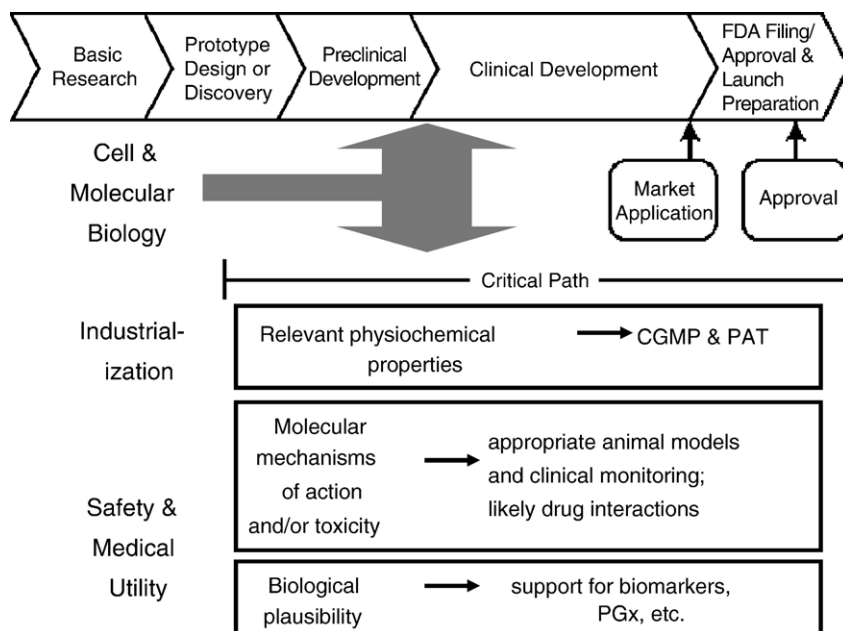 Basic
Research
Prototype
Design or
Discovery
Preclinical
Development
Clinical Development
FDA Filing/
Approval &
Launch
Preparation
Cell &
Molecular
Biology
Market
Application
Approval
Critical Path
Industrial-
ization
Relevant physiochemical
properties
CGMP & PAT
Safety &
Medical
Utility
Molecular
mechanisms
of action
and/or toxicity
appropriate animal models
and clinical monitoring;
likely drug interactions
Biological
plausibility
support for biomarkers,
PGx, etc.